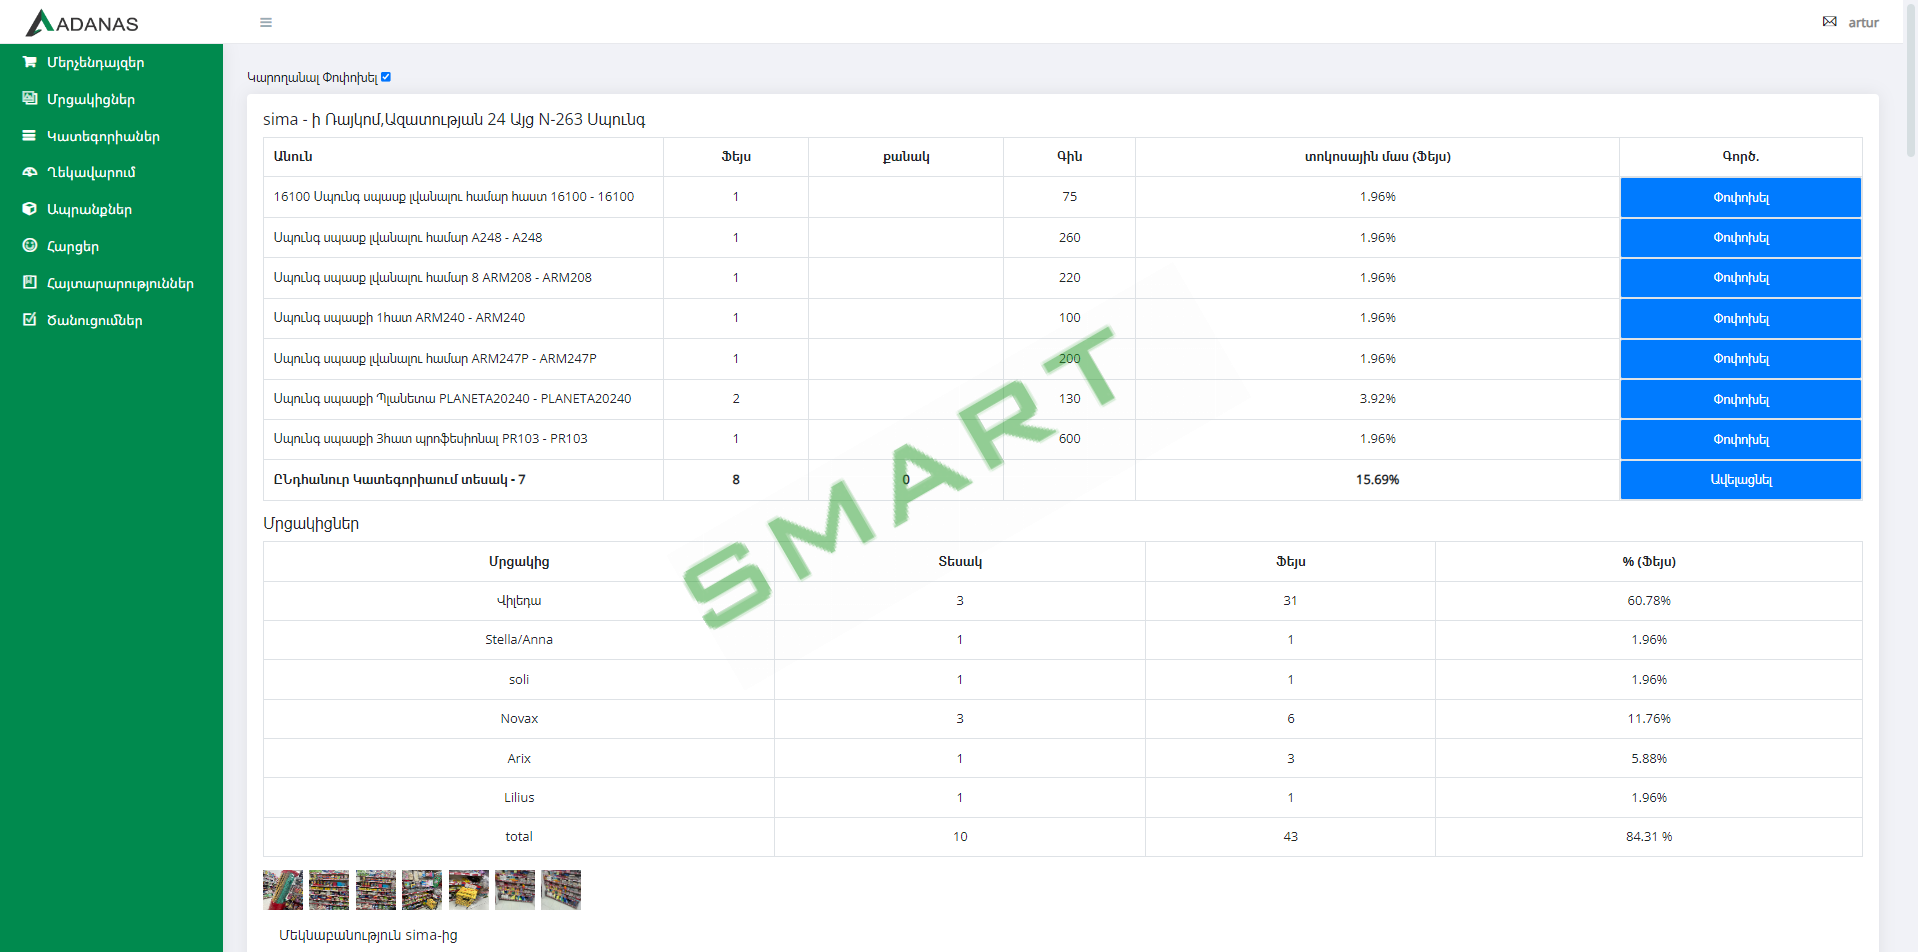 ADANAS
artur
Մերչենդայզեր
Մրցակիցներ
Կատեգորիաներ
Ղեկավարում
Ապրանքներ
Հարցեր
Հայտարարություններ
Ծանուցումներ
Կարողանալ Փոփոխել
sima - ի Ռայկոմ,Ազատության 24 Այգ N-263 Սպունգ
Անուն Ֆեյս քանակ Գին տոկոսային մաս (Ֆեյս) Գործ.
16100 Սպունգ սպասք լվանալու համար հաստ 16100 - 16100 1 75 1.96% Փոփոխել
Սպունգ սպասք լվանալու համար A248 - A248 1 260 1.96% Փոփոխել
Սպունգ սպասք լվանալու համար 8 ARM208 - ARM208 1 220 1.96% Փոփոխել
Սպունգ սպասքի 1հատ ARM240 - ARM240 1 100 1.96% Փոփոխել
Սպունգ սպասք լվանալու համար ARM247P - ARM247P 1 200 1.96% Փոփոխել
Սպունգ սպասքի Պլանետա PLANETA20240 - PLANETA20240 2 130 3.92% Փոփոխել
Սպունգ սպասքի 3հատ պրոֆեսիոնալ PR103 - PR103 1 600 1.96% Փոփոխել
ԸՆդհանուր Կատեգորիաում տեսակ - 7 8 0 15.69% Ավելացնել
SMART
Մրցակիցներ
Մրցակից Տեսակ Ֆեյս % (Ֆեյս)
Վիլեդա 3 31 60.78%
Stella/Anna 1 1 1.96%
soli 1 1 1.96%
Novax 3 6 11.76%
Arix 1 3 5.88%
Lilius 1 1 1.96%
total 10 43 84.31 %
Մեկնաբանություն sima-ից